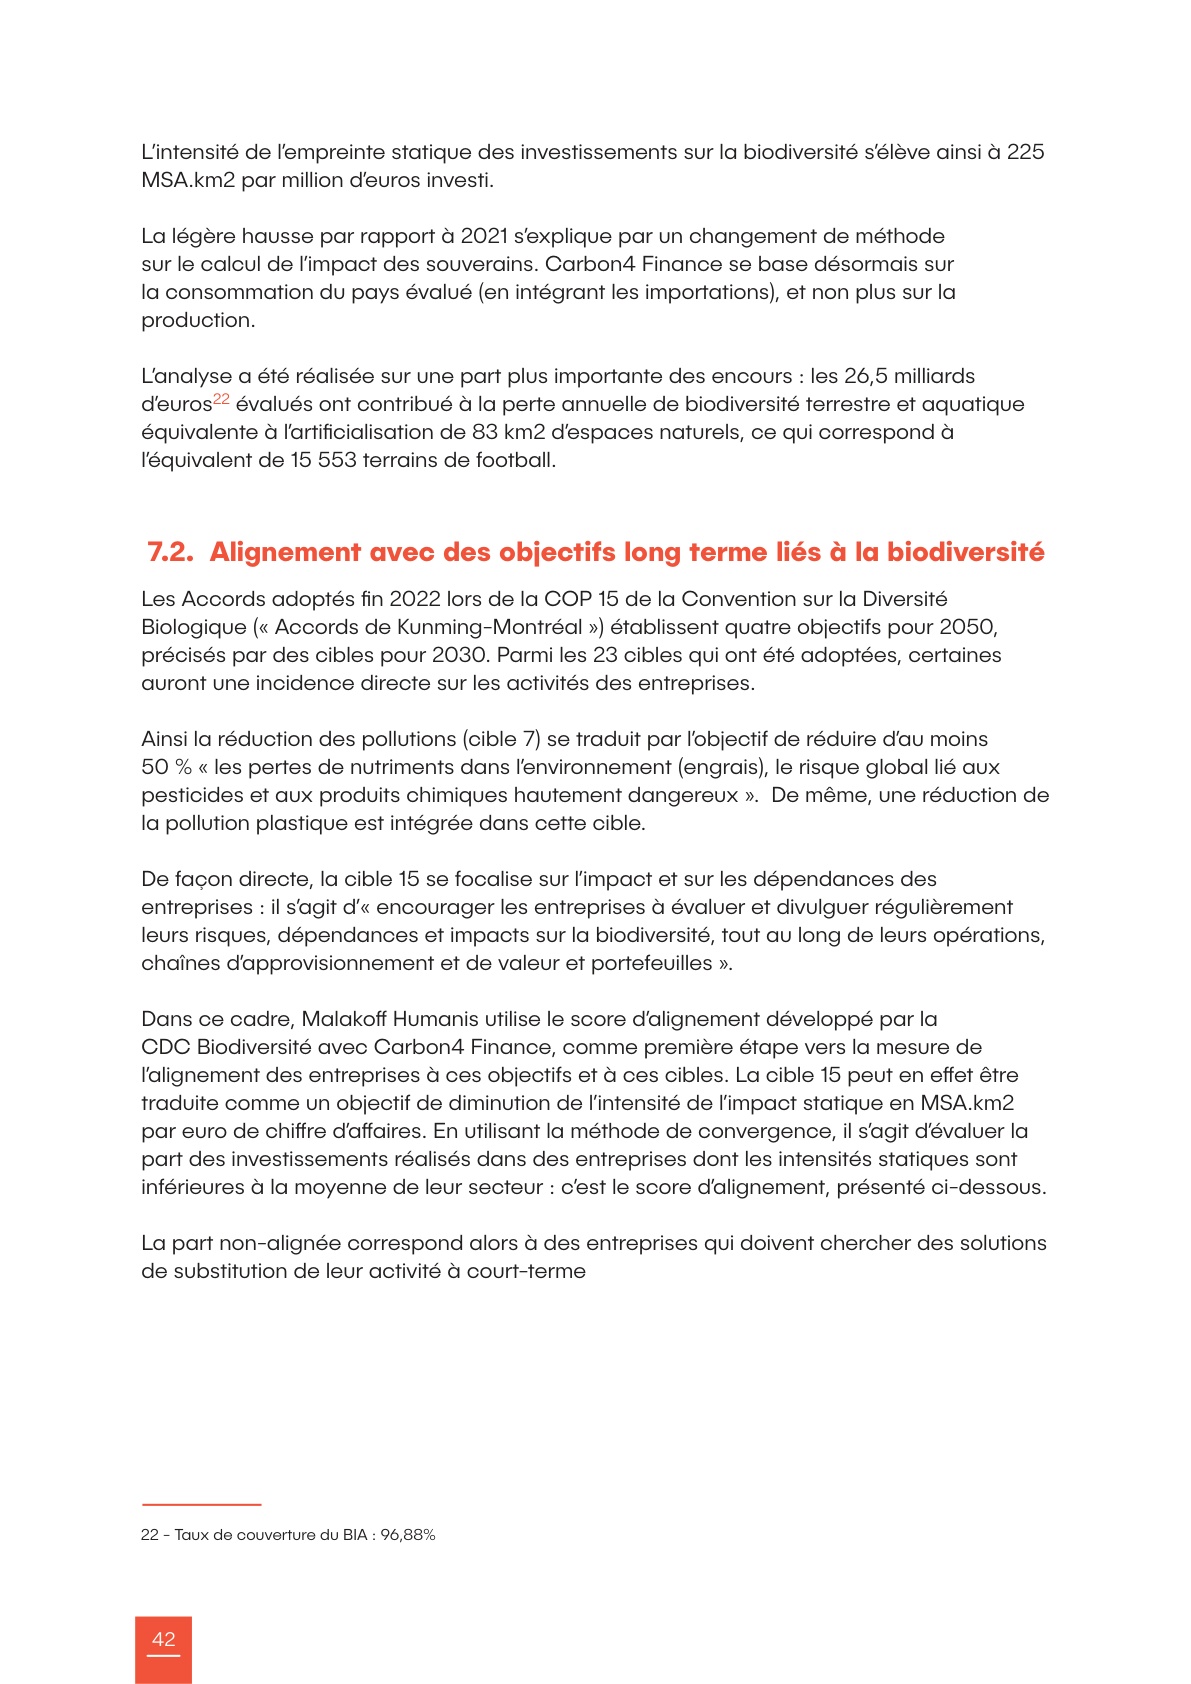 L’intensité de l’empreinte statique des investissements sur la biodiversité s’élève ainsi à 225
MSA.km2 par million d’euros investi.
La légère hausse par rapport à 2021 s’explique par un changement de méthode
sur le calcul de l’impact des souverains. Carbon4 Finance se base désormais sur
la consommation du pays évalué (en intégrant les importations), et non plus sur la
production.
L’analyse a été réalisée sur une part plus importante des encours : les 26,5 milliards
d’euros22 évalués ont contribué à la perte annuelle de biodiversité terrestre et aquatique
équivalente à l’artificialisation de 83 km2 d’espaces naturels, ce qui correspond à
l’équivalent de 15 553 terrains de football.
7.2. Alignement avec des objectifs long terme liés à la biodiversité
Les Accords adoptés fin 2022 lors de la COP 15 de la Convention sur la Diversité
Biologique (« Accords de Kunming-Montréal ») établissent quatre objectifs pour 2050,
précisés par des cibles pour 2030. Parmi les 23 cibles qui ont été adoptées, certaines
auront une incidence directe sur les activités des entreprises.
Ainsi la réduction des pollutions (cible 7) se traduit par l’objectif de réduire d’au moins
50 % « les pertes de nutriments dans l’environnement (engrais), le risque global lié aux
pesticides et aux produits chimiques hautement dangereux ». De même, une réduction de
la pollution plastique est intégrée dans cette cible.
De façon directe, la cible 15 se focalise sur l’impact et sur les dépendances des
entreprises : il s’agit d’« encourager les entreprises à évaluer et divulguer régulièrement
leurs risques, dépendances et impacts sur la biodiversité, tout au long de leurs opérations,
chaînes d’approvisionnement et de valeur et portefeuilles ».
Dans ce cadre, Malakoff Humanis utilise le score d’alignement développé par la
CDC Biodiversité avec Carbon4 Finance, comme première étape vers la mesure de
l’alignement des entreprises à ces objectifs et à ces cibles. La cible 15 peut en effet être
traduite comme un objectif de diminution de l’intensité de l’impact statique en MSA.km2
par euro de chiffre d’affaires. En utilisant la méthode de convergence, il s’agit d’évaluer la
part des investissements réalisés dans des entreprises dont les intensités statiques sont
inférieures à la moyenne de leur secteur : c’est le score d’alignement, présenté ci-dessous.
La part non-alignée correspond alors à des entreprises qui doivent chercher des solutions
de substitution de leur activité à court-terme
22 - Taux de couverture du BIA : 96,88%
42